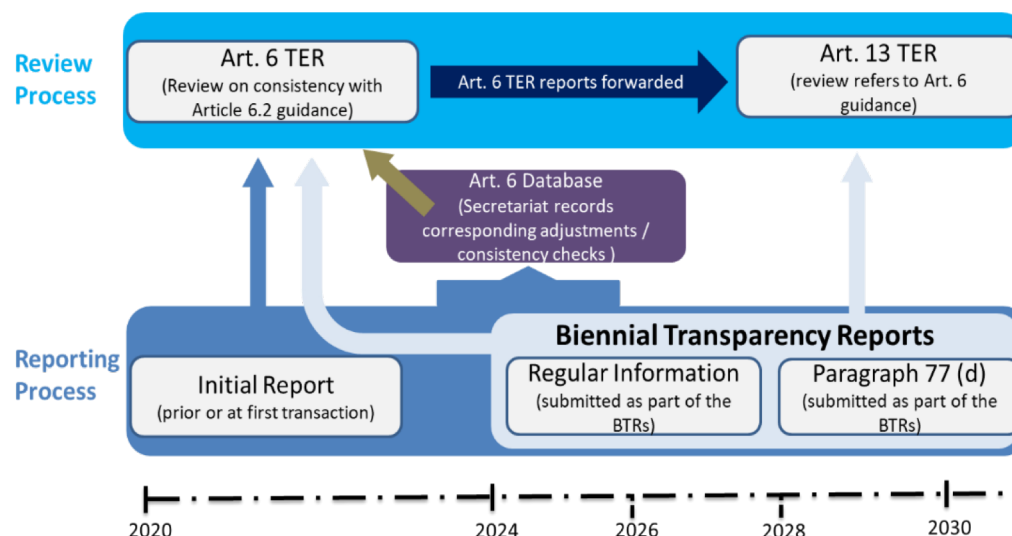 Review
Process
Art. 6 TER
(Review on consistency with
Article 6.2 guidance)
Art. 6 TER reports forwarded
Art. 13 TER
(review refers to Art. 6
guidance)
Art. 6 Database
(Secretariat records
corresponding adjustments /
consistency checks )
Reporting
Process
Initial Report
(prior or at first transaction)
Biennial Transparency Reports
Regular Information
(submitted as part of the
BTRs)
Paragraph 77 (d)
(submitted as part of the
BTRs)
2020
2024
2026
2028
2030